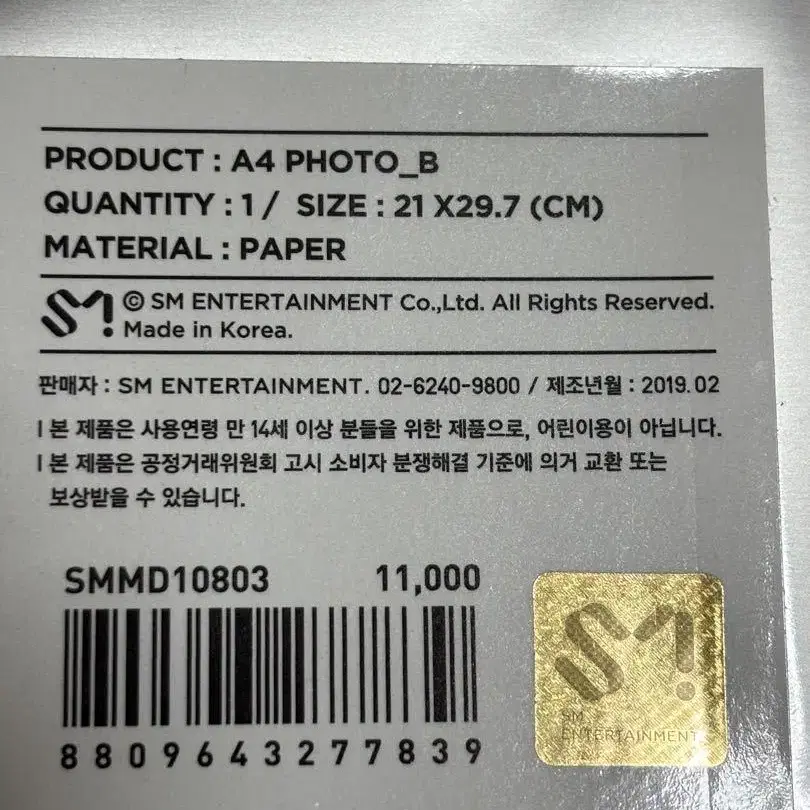 PRODUCT : A4 PHOTO_B
QUANTITY : 1 / SIZE : 21 X29.7 (CM)
MATERIAL : PAPER
SM! © SM ENTERTAINMENT Co.,Ltd. All Rights Reserved.
Made in Korea.
판매자 : SM ENTERTAINMENT. 02-6240-9800 / 제조년월 : 2019.02
I 본 제품은 사용연령 만 14세 이상 분들을 위한 제품으로, 어린이용이 아닙니다.
I 본 제품은 공정거래위원회 고시 소비자 분쟁해결 기준에 의거 교환 또는
보상받을 수 있습니다.
SMMD10803 11,000
8809643277839
SM!
SM
ENTERTAINMENT